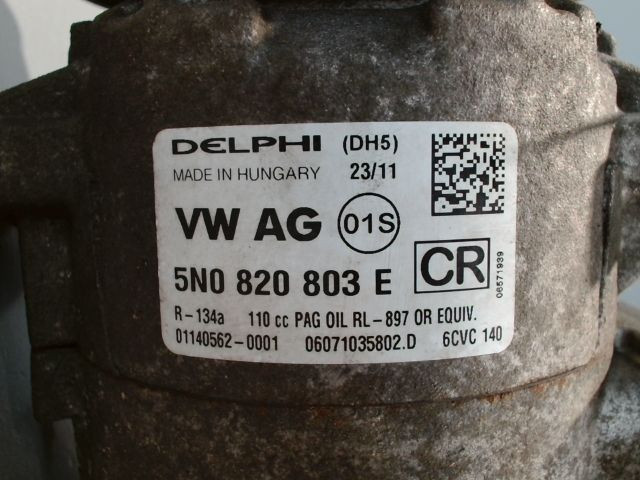 DELPHI (DH5)
MADE IN HUNGARY 23/11
VW AG 01S
5N0 820 803 E CR
06571939
R-134a 110 cc PAG OIL RL-897 OR EQUIV.
01140562-0001 06071035802.D 6CVC 140